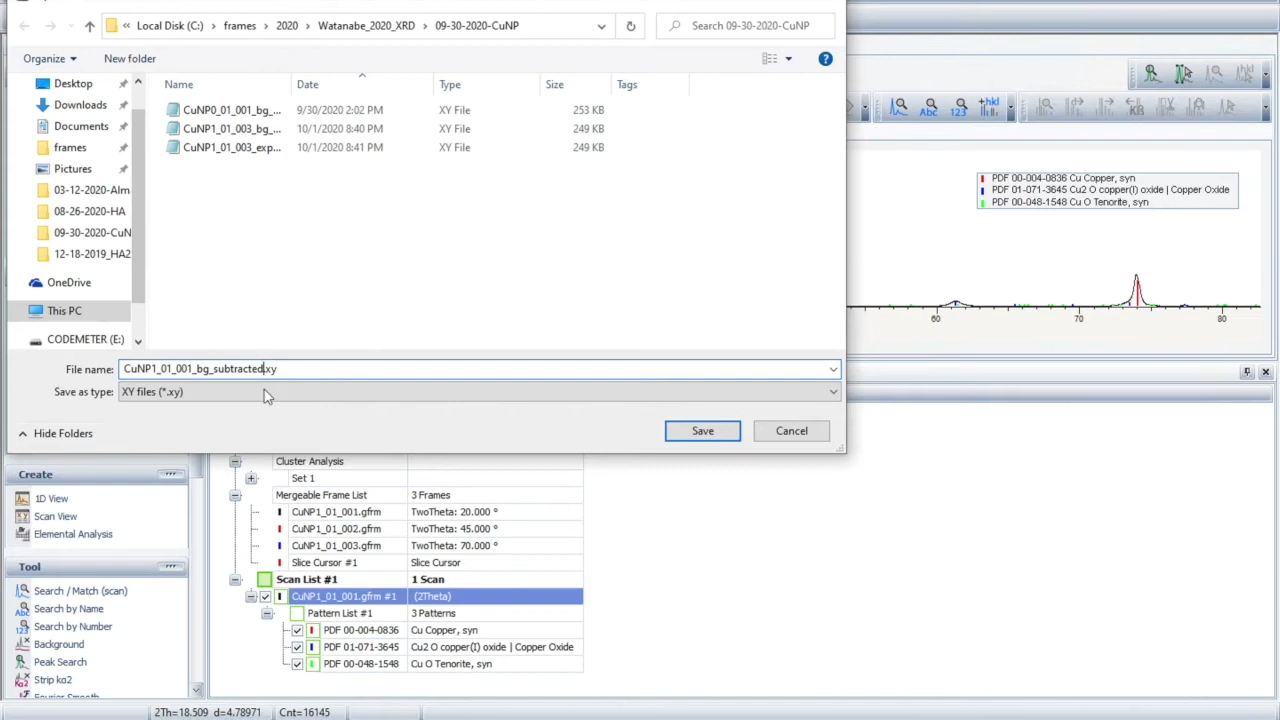 « Local Disk (C:) › frames › 2020 › Watanabe_2020_XRD › 09-30-2020-CuNP
Search 09-30-2020-CuNP
Organize
New folder
Name Date Type Size Tags
Desktop
Downloads
Documents
frames
Pictures
03-12-2020-Alm
08-26-2020-HA
09-30-2020-CuN
12-18-2019_HA2
OneDrive
This PC
CODEMETER (E:)
CuNP0_01_001_bg_... 9/30/2020 2:02 PM XY File 253 KB
CuNP1_01_003_bg_... 10/1/2020 8:40 PM XY File 249 KB
CuNP1_01_003_exp... 10/1/2020 8:41 PM XY File 249 KB
File name: CuNP1_01_001_bg_subtracted.xy
Save as type: XY files (*.xy)
Hide Folders
Save
Cancel
Abc 123 +hkl
KB
PDF 00-004-0836 Cu Copper, syn
PDF 01-071-3645 Cu2 O copper(I) oxide | Copper Oxide
PDF 00-048-1548 Cu O Tenorite, syn
60 70 80
Create
1D View
Scan View
Elemental Analysis
Tool
Search / Match (scan)
Search by Name
Search by Number
Background
Peak Search
Strip kα2
Fourier Smooth
Cluster Analysis
Set 1
Mergeable Frame List 3 Frames
CuNP1_01_001.gfrm TwoTheta: 20.000 °
CuNP1_01_002.gfrm TwoTheta: 45.000 °
CuNP1_01_003.gfrm TwoTheta: 70.000 °
Slice Cursor #1 Slice Cursor
Scan List #1 1 Scan
CuNP1_01_001.gfrm #1 (2Theta)
Pattern List #1 3 Patterns
PDF 00-004-0836 Cu Copper, syn
PDF 01-071-3645 Cu2 O copper(I) oxide | Copper Oxide
PDF 00-048-1548 Cu O Tenorite, syn
2Th=18.509 d=4.78971 Cnt=16145